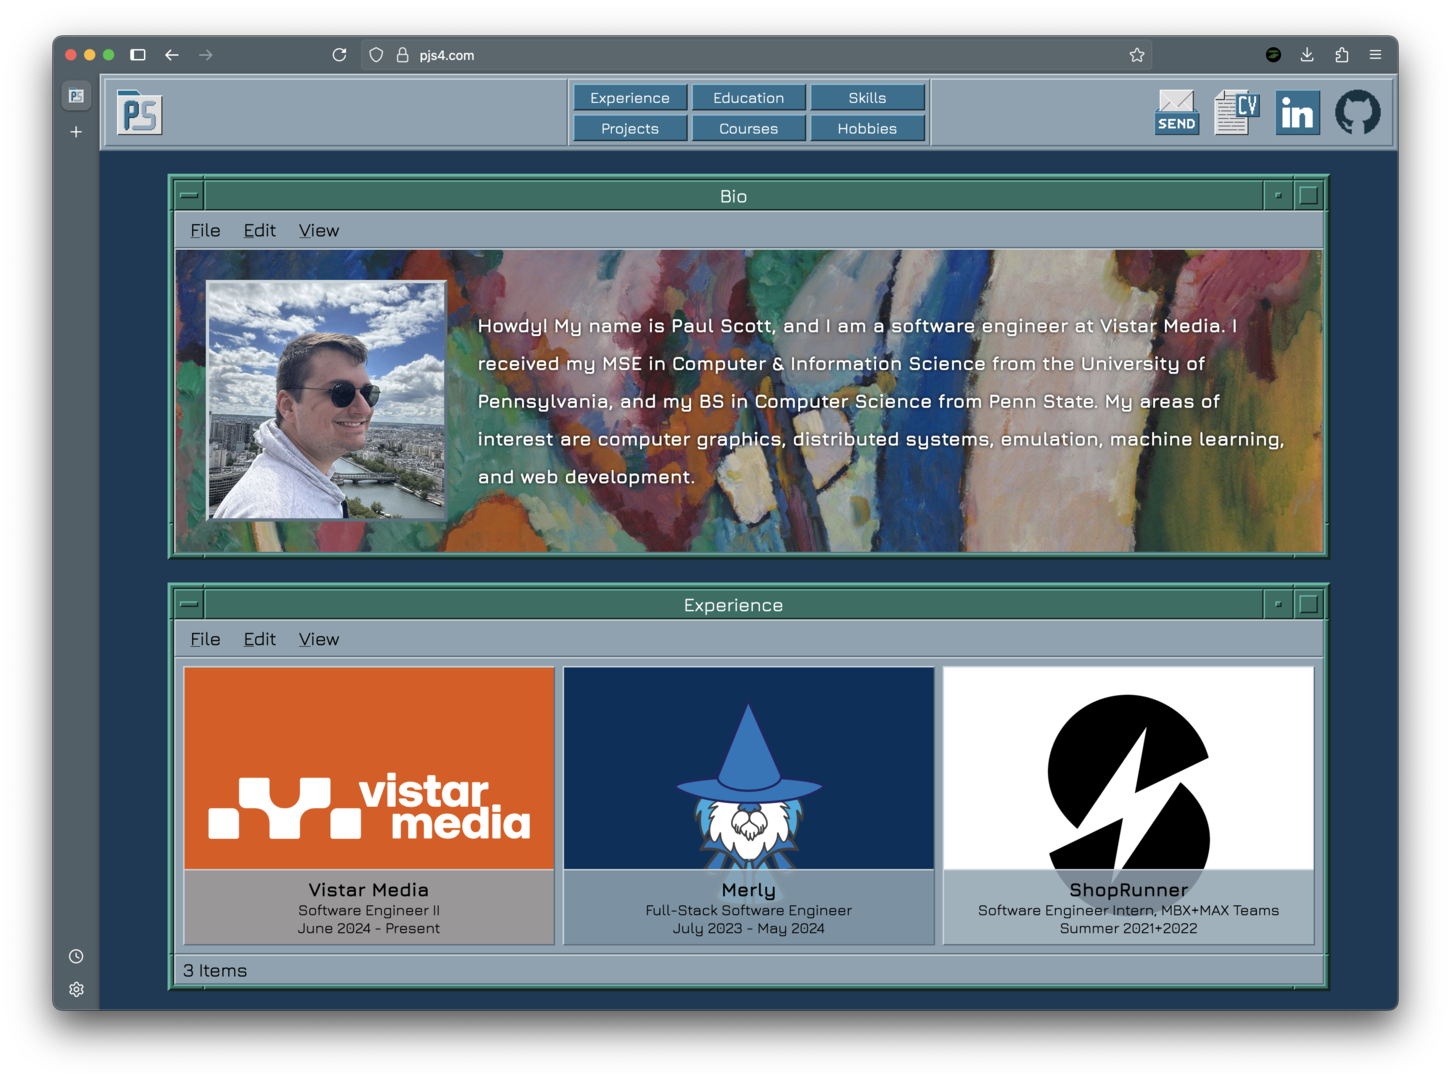 pjs4.com
PS
PS
Experience
Education
Skills
Projects
Courses
Hobbies
SEND
CV
in
Bio
File Edit View
Howdy! My name is Paul Scott, and I am a software engineer at Vistar Media. I
received my MSE in Computer & Information Science from the University of
Pennsylvania, and my BS in Computer Science from Penn State. My areas of
interest are computer graphics, distributed systems, emulation, machine learning,
and web development.
Experience
File Edit View
vistar
media
Vistar Media
Software Engineer II
June 2024 - Present
Merly
Full-Stack Software Engineer
July 2023 - May 2024
ShopRunner
Software Engineer Intern, MBX+MAX Teams
Summer 2021+2022
3 Items